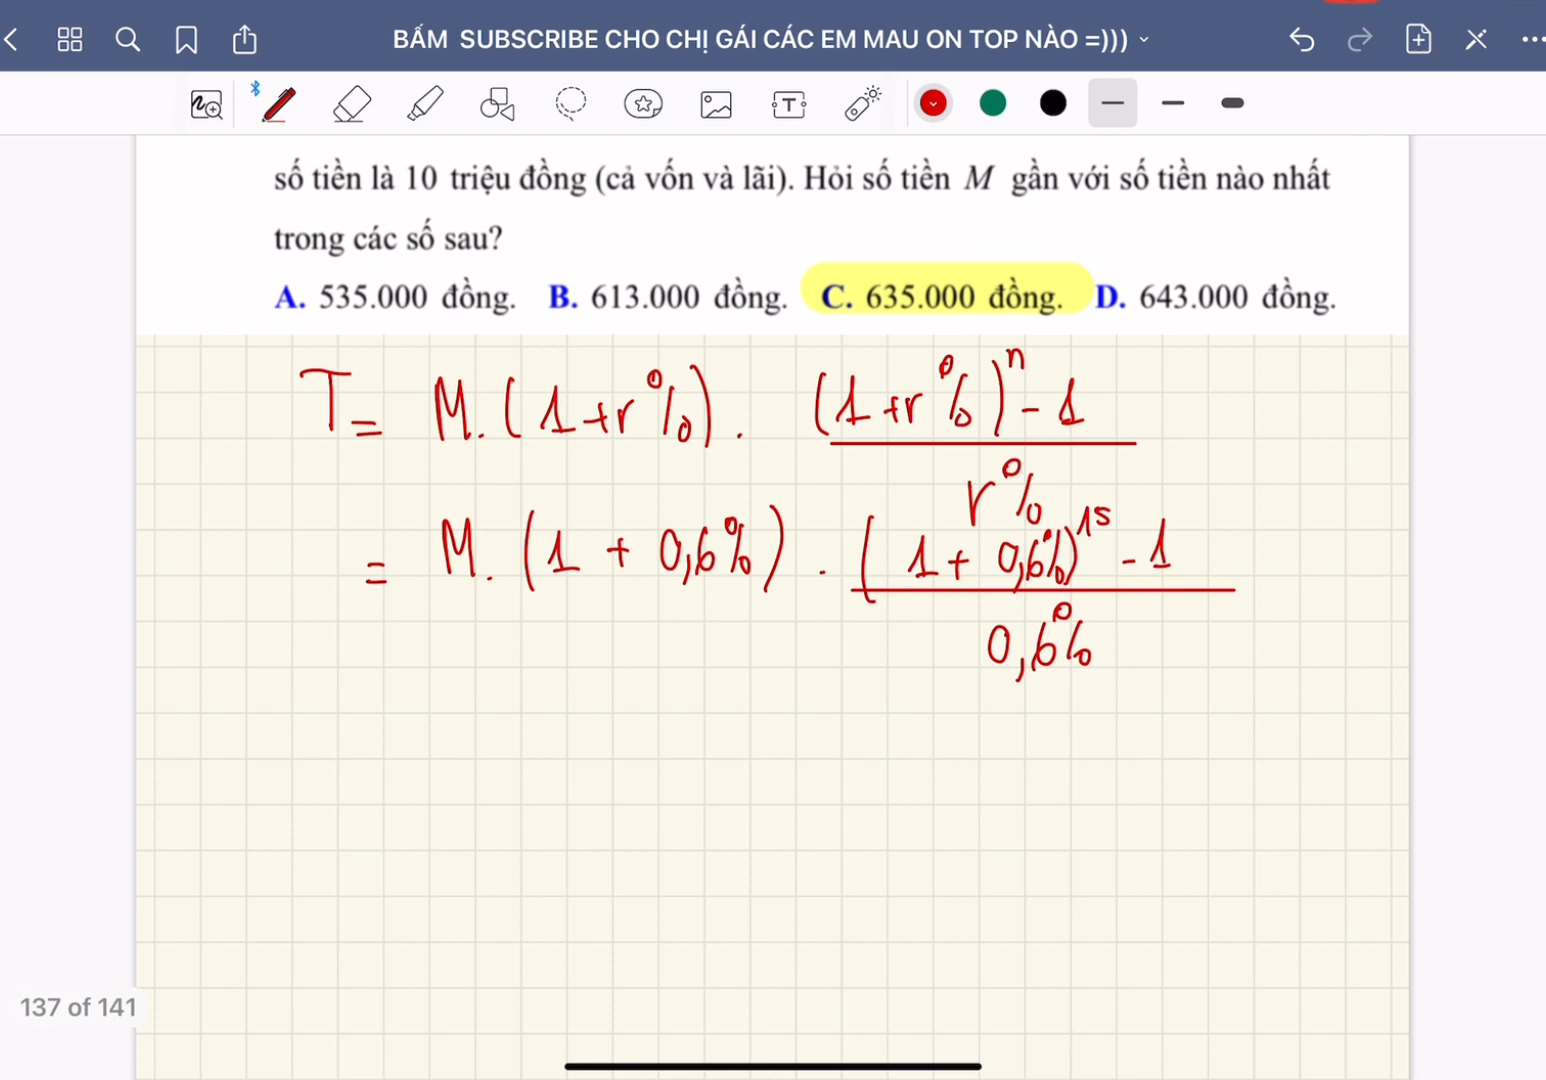 BẤM SUBSCRIBE CHO CHỊ GÁI CÁC EM MAU ON TOP NÀO =)))
số tiền là 10 triệu đồng (cả vốn và lãi). Hỏi số tiền M gần với số tiền nào nhất
trong các số sau?
A. 535.000 đồng. B. 613.000 đồng. C. 635.000 đồng. D. 643.000 đồng.
T = M.(1+r%). (1+r%)^n - 1
r%
= M.(1 + 0,6%) . (1 + 0,6%)^15 - 1
0,6%
137 of 141